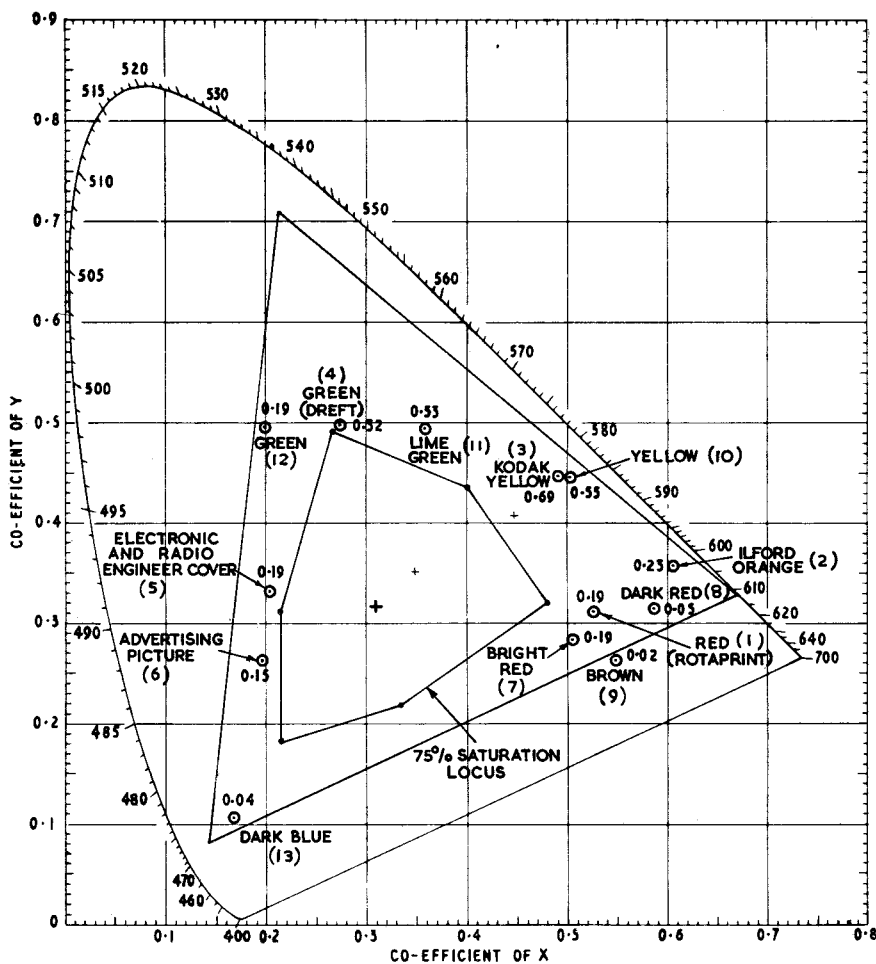 0.9
0.8
0.7
0.6
0.5
0.4
0.3
0.2
0.1
0
CO-EFFICIENT OF Y
520
515
530
540
510
550
505
560
500
570
580
495
590
600
490
610
620
640
700
485
480
470
460
400
(4)
GREEN
(DREFT)
0.52
0.19
GREEN
(12)
0.53
LIME
GREEN (11)
(3)
KODAK
YELLOW
0.69
YELLOW (10)
0.55
ELECTRONIC
AND RADIO
ENGINEER COVER
(5)
0.19
0.23
ILFORD
ORANGE (2)
DARK RED (8)
0.05
0.19
RED (1)
(ROTAPRINT)
ADVERTISING
PICTURE
(6)
0.15
BRIGHT
RED
(7)
0.19
0.02
BROWN
(9)
75% SATURATION
LOCUS
0.04
DARK BLUE
(13)
0.1
0.2
0.3
0.4
0.5
0.6
0.7
0.8
CO-EFFICIENT OF X